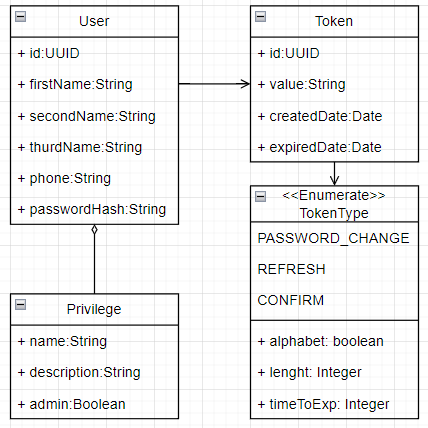 User
+ id:UUID
+ firstName:String
+ secondName:String
+ thurdName:String
+ phone:String
+ passwordHash:String
Token
+ id:UUID
+ value:String
+ createdDate:Date
+ expiredDate:Date
<<Enumerate>>
TokenType
PASSWORD_CHANGE
REFRESH
CONFIRM
+ alphabet: boolean
+ lenght: Integer
+ timeToExp: Integer
Privilege
+ name:String
+ description:String
+ admin:Boolean